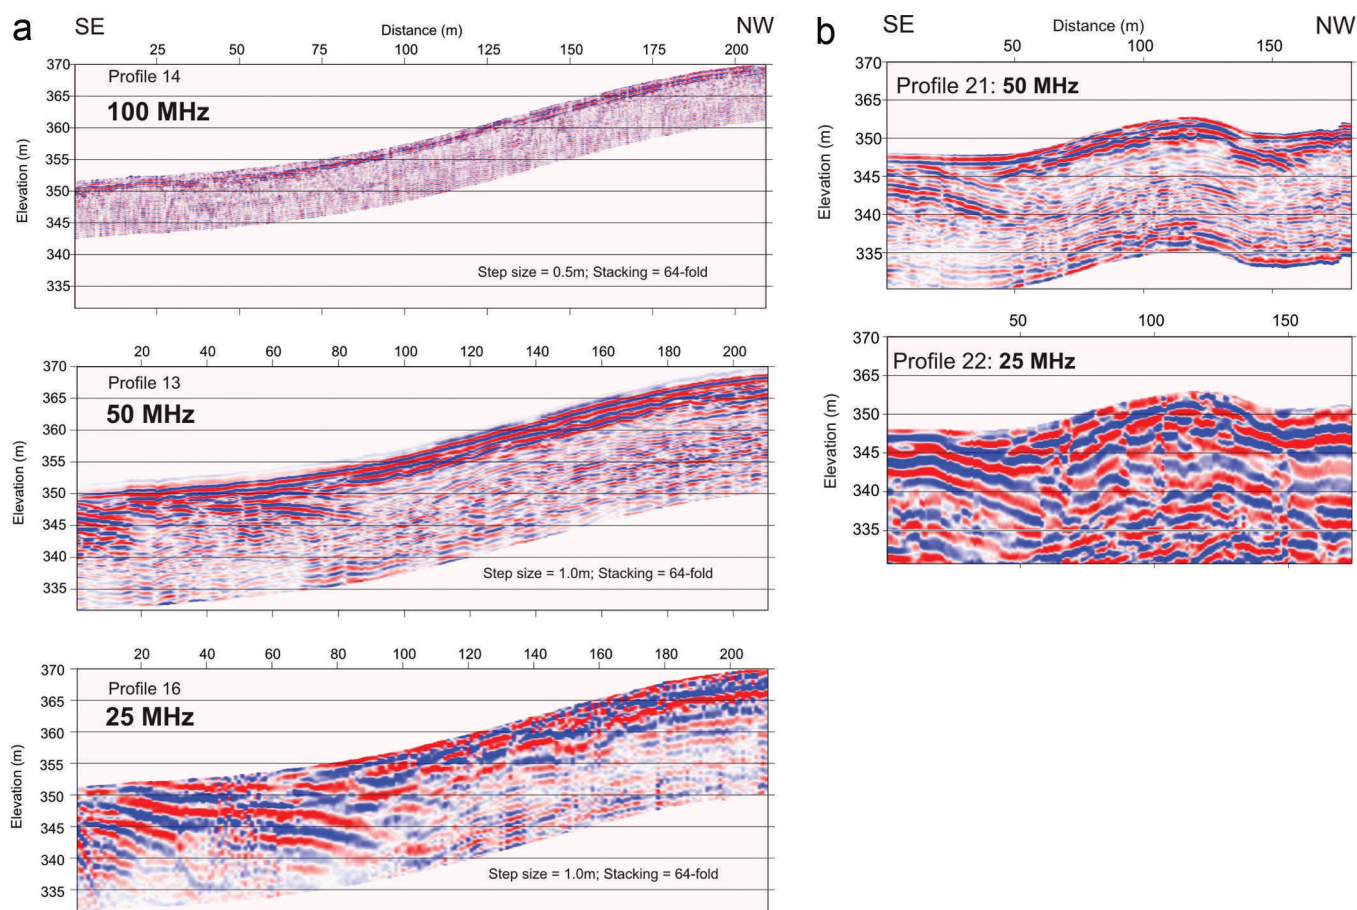 a
SE
Distance (m)
NW
25 50 75 100 125 150 175 200
Profile 14
100 MHz
Elevation (m)
370
365
360
355
350
345
340
335
Step size = 0.5m; Stacking = 64-fold
20 40 60 80 100 120 140 160 180 200
Profile 13
50 MHz
Elevation (m)
370
365
360
355
350
345
340
335
Step size = 1.0m; Stacking = 64-fold
20 40 60 80 100 120 140 160 180 200
Profile 16
25 MHz
Elevation (m)
370
365
360
355
350
345
340
335
Step size = 1.0m; Stacking = 64-fold
b
SE
Distance (m)
NW
50 100 150
Profile 21: 50 MHz
Elevation (m)
370
365
350
345
340
335
50 100 150
Profile 22: 25 MHz
Elevation (m)
370
365
350
345
340
335